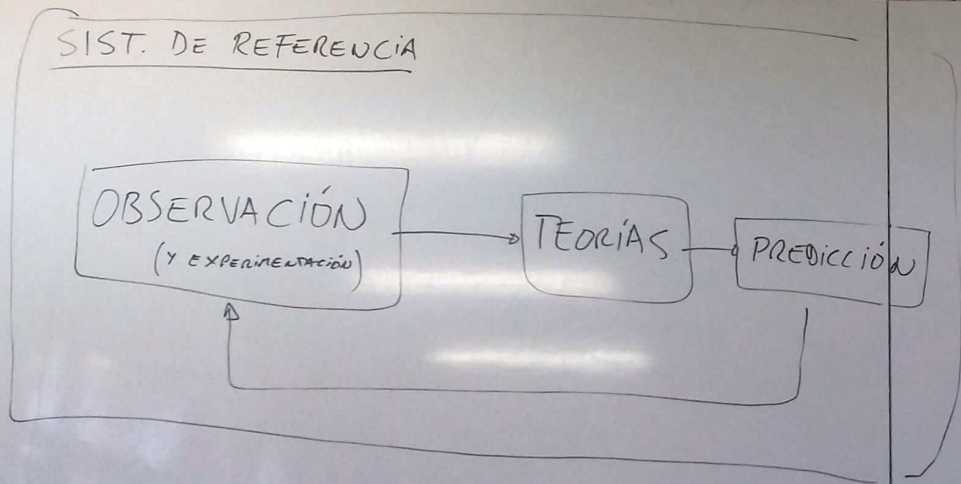 SIST. DE REFERENCIA
OBSERVACIÓN
(Y EXPERIMENTACIÓN)
TEORÍAS
PREDICCIÓN